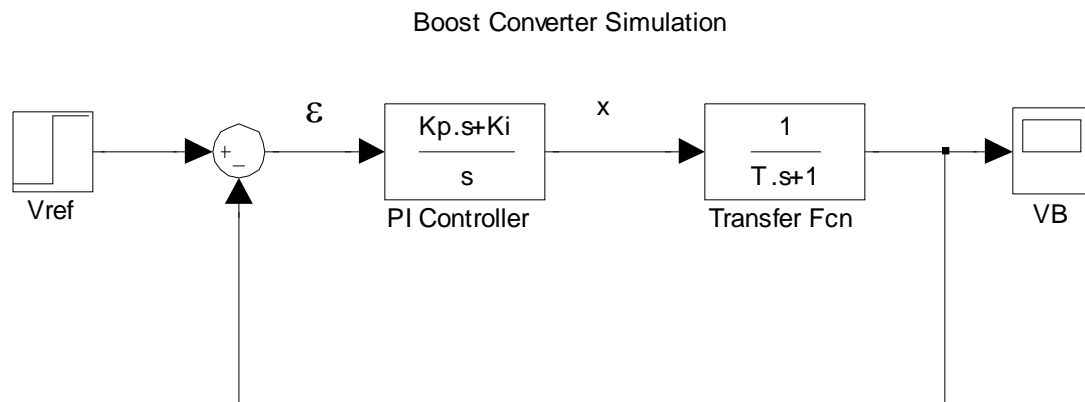 Boost Converter Simulation
ε
x
Kp.s+Ki
s
1
T.s+1
+
−
Vref
PI Controller
Transfer Fcn
VB